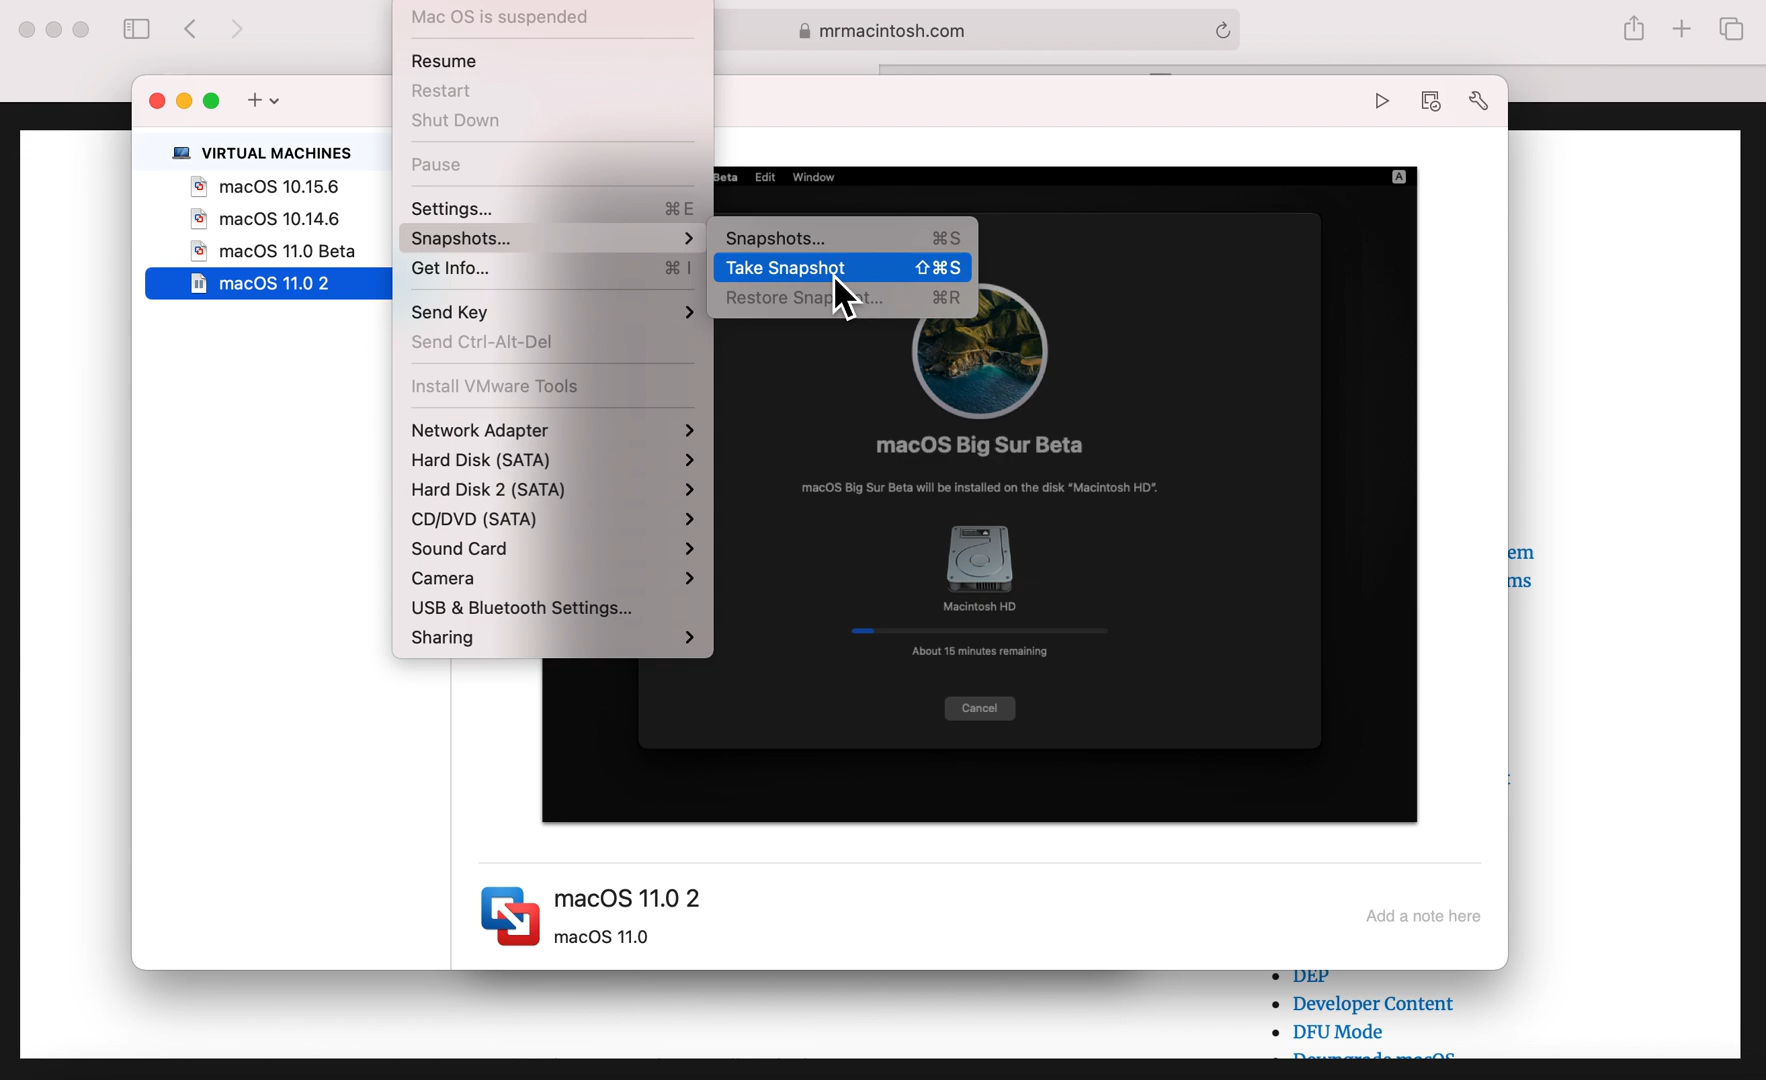 mrmacintosh.com
Mac OS is suspended
Resume
Restart
Shut Down
Pause
Settings... ⌘E
Snapshots...
Get Info... ⌘I
Send Key
Send Ctrl-Alt-Del
Install VMware Tools
Network Adapter
Hard Disk (SATA)
Hard Disk 2 (SATA)
CD/DVD (SATA)
Sound Card
Camera
USB & Bluetooth Settings...
Sharing
Snapshots... ⌘S
Take Snapshot ⇧⌘S
Restore ⌘R
VIRTUAL MACHINES
macOS 10.15.6
macOS 10.14.6
macOS 11.0 Beta
macOS 11.0 2
Beta Edit Window A
macOS Big Sur Beta
macOS Big Sur Beta will be installed on the disk “Macintosh HD”.
Macintosh HD
About 15 minutes remaining
Cancel
macOS 11.0 2
macOS 11.0
Add a note here
em
ms
DEP
Developer Content
DFU Mode